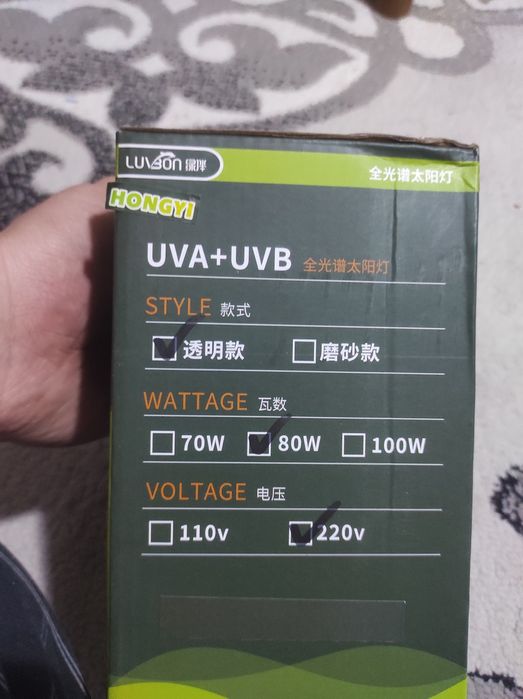 LUVBON 绿伴
全光谱太阳灯
HONGYI
UVA+UVB 全光谱太阳灯
STYLE 款式
透明款 磨砂款
WATTAGE 瓦数
70W 80W 100W
VOLTAGE 电压
110v 220v